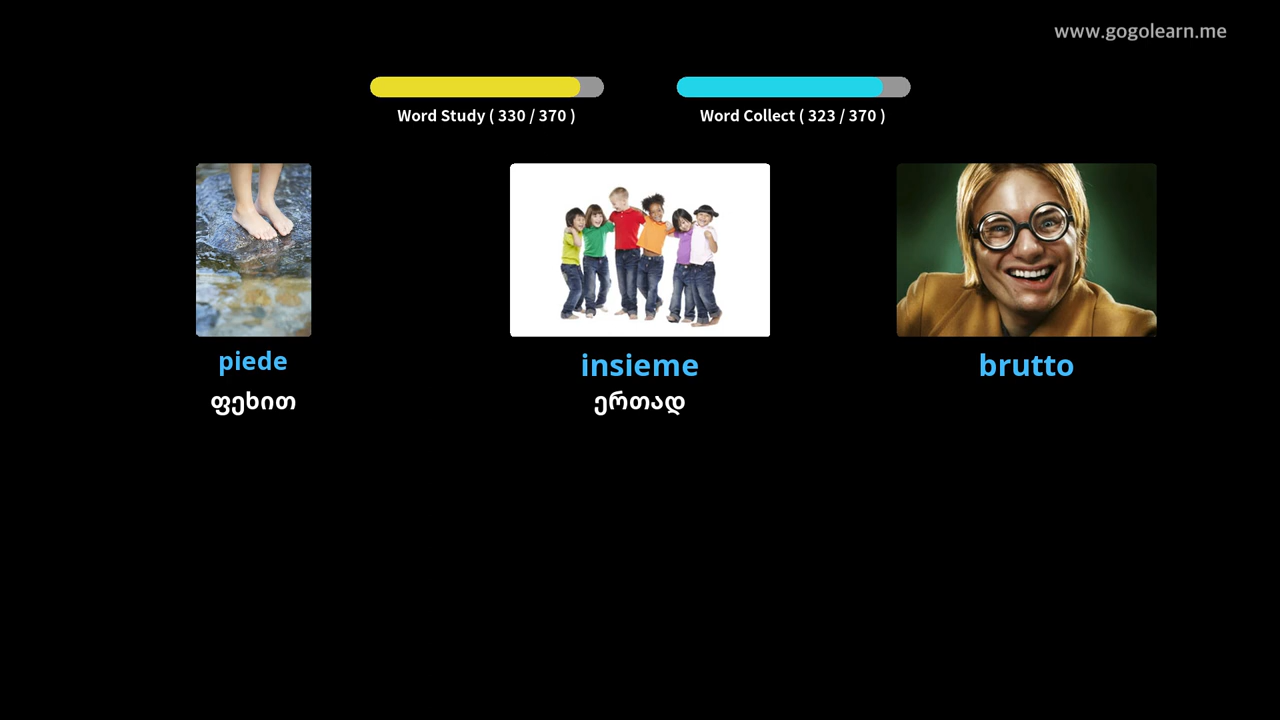 www.gogolearn.me
Word Study ( 330 / 370 )
Word Collect ( 323 / 370 )
piede
insieme
brutto
ფეხით
ერთად